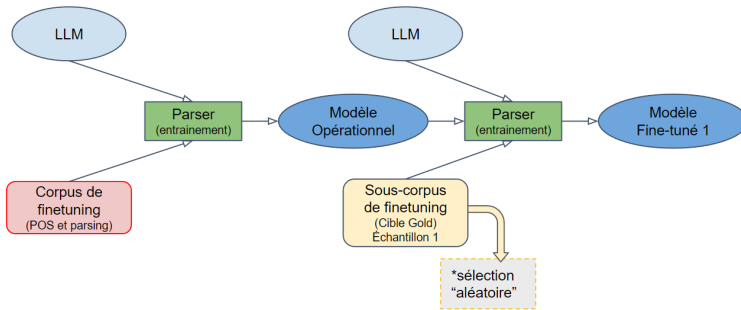 LLM
LLM
Parser
(entrainement)
Modèle
Opérationnel
Parser
(entrainement)
Modèle
Fine-tuné 1
Corpus de
finetuning
(POS et parsing)
Sous-corpus
de finetuning
(Cible Gold)
Échantillon 1
*sélection
“aléatoire”